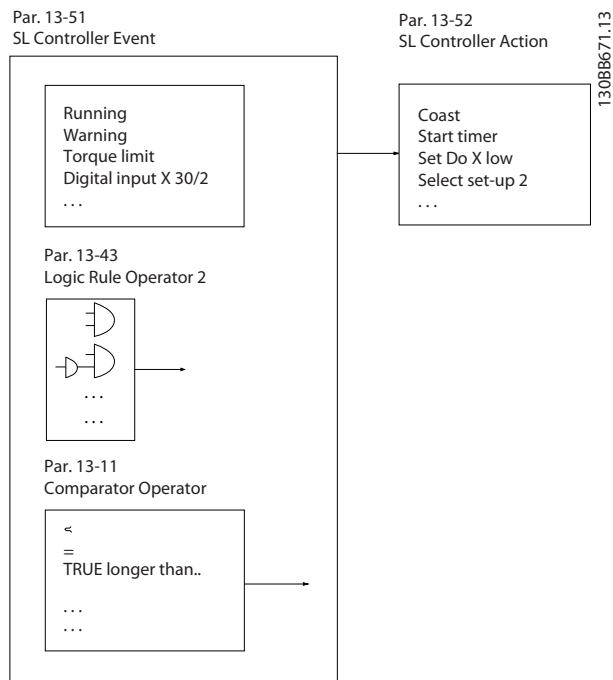 Par. 13-51
SL Controller Event
Par. 13-52
SL Controller Action
130BB671.13
Running
Warning
Torque limit
Digital input X 30/2
. . .
Coast
Start timer
Set Do X low
Select set-up 2
. . .
Par. 13-43
Logic Rule Operator 2
. . .
. . .
Par. 13-11
Comparator Operator
=
TRUE longer than..
. . .
. . .